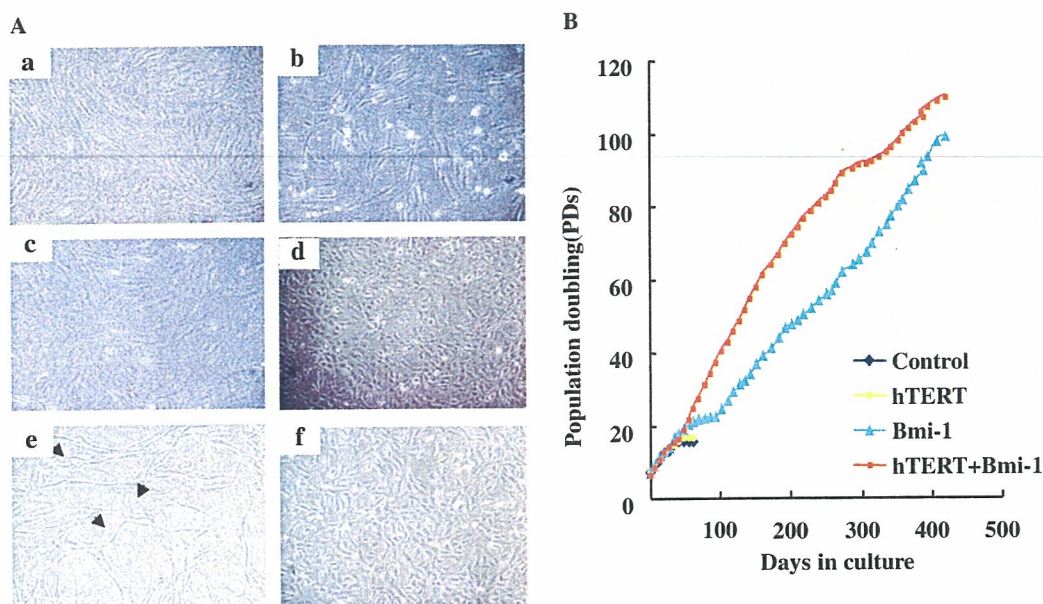 A
a
b
c
d
e
f
B
Population doubling(PDs)
120
100
80
60
40
20
0
100
200
300
400
500
Days in culture
Control
hTERT
Bmi-1
hTERT+Bmi-1